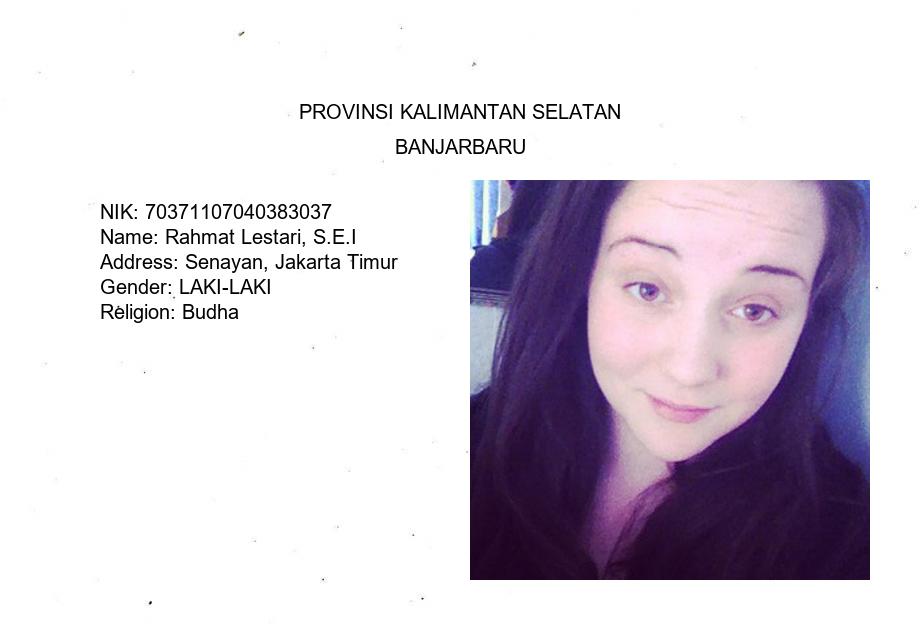 PROVINSI KALIMANTAN SELATAN
BANJARBARU
NIK: 70371107040383037
Name: Rahmat Lestari, S.E.I
Address: Senayan, Jakarta Timur
Gender: LAKI-LAKI
Religion: Budha